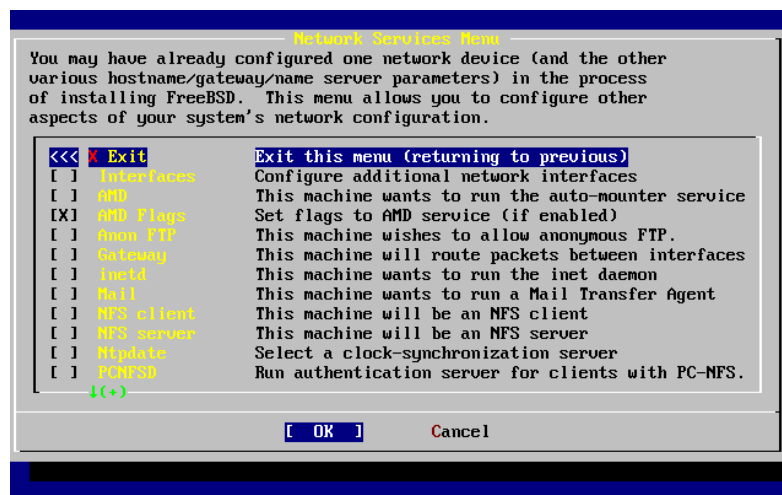 Network Services Menu
You may have already configured one network device (and the other
various hostname/gateway/name server parameters) in the process
of installing FreeBSD.  This menu allows you to configure other
aspects of your system's network configuration.
<<< X Exit Exit this menu (returning to previous)
[ ] Interfaces Configure additional network interfaces
[ ] AMD This machine wants to run the auto-mounter service
[X] AMD Flags Set flags to AMD service (if enabled)
[ ] Anon FTP This machine wishes to allow anonymous FTP.
[ ] Gateway This machine will route packets between interfaces
[ ] inetd This machine wants to run the inet daemon
[ ] Mail This machine wants to run a Mail Transfer Agent
[ ] NFS client This machine will be an NFS client
[ ] NFS server This machine will be an NFS server
[ ] Ntpdate Select a clock-synchronization server
[ ] PCNFSD Run authentication server for clients with PC-NFS.
↓(+)
[ OK ] Cancel